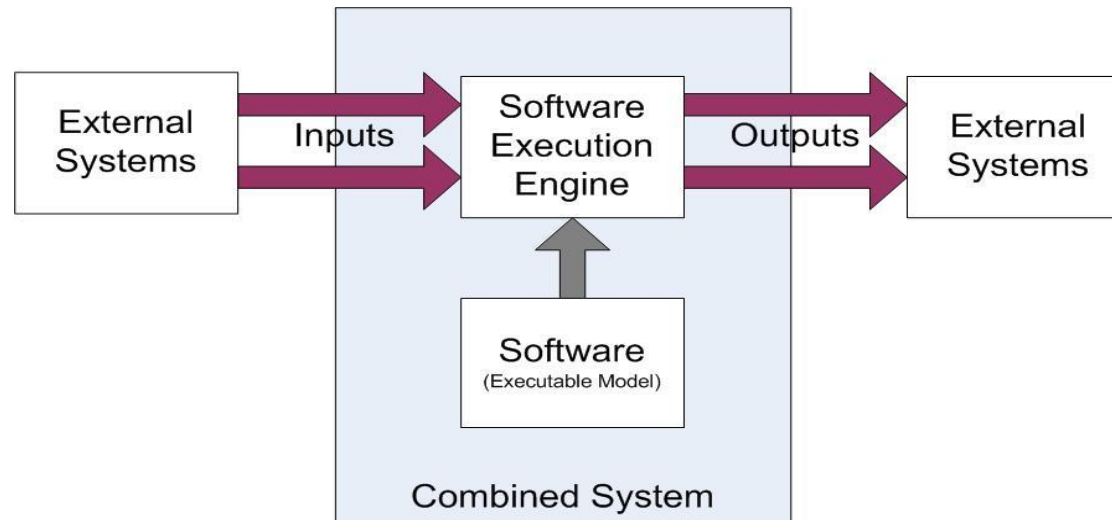 External
Systems
Inputs
Software
Execution
Engine
Outputs
External
Systems
Software
(Executable Model)
Combined System